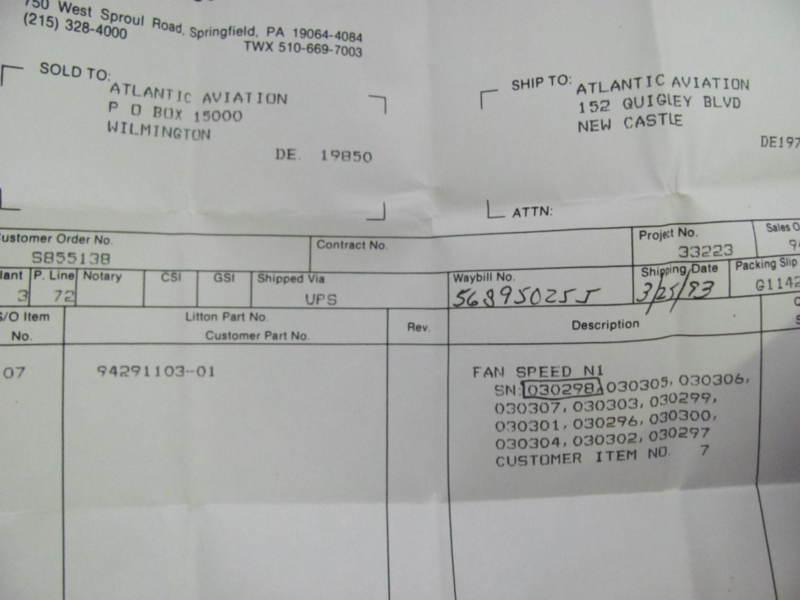 750 West Sproul Road, Springfield, PA 19064-4084
(215) 328-4000
TWX 510-669-7003
SOLD TO:
ATLANTIC AVIATION
P O BOX 15000
WILMINGTON
DE. 19850
SHIP TO:
ATLANTIC AVIATION
152 QUIGLEY BLVD
NEW CASTLE
DE197
ATTN:
Customer Order No.
S855138
Contract No.
Project No.
33223
Sales O
9
lant
3
P. Line
72
Notary
CSI
GSI
Shipped Via
UPS
Waybill No.
568950255
Shipping Date
3/25/83
Packing Slip
G1142
S/O Item
No.
Litton Part No.
Customer Part No.
Rev.
Description
07
94291103-01
FAN SPEED N1
SN: 030298, 030305, 030306,
030307, 030303, 030299,
030301, 030296, 030300,
030304, 030302, 030297
CUSTOMER ITEM NO. 7